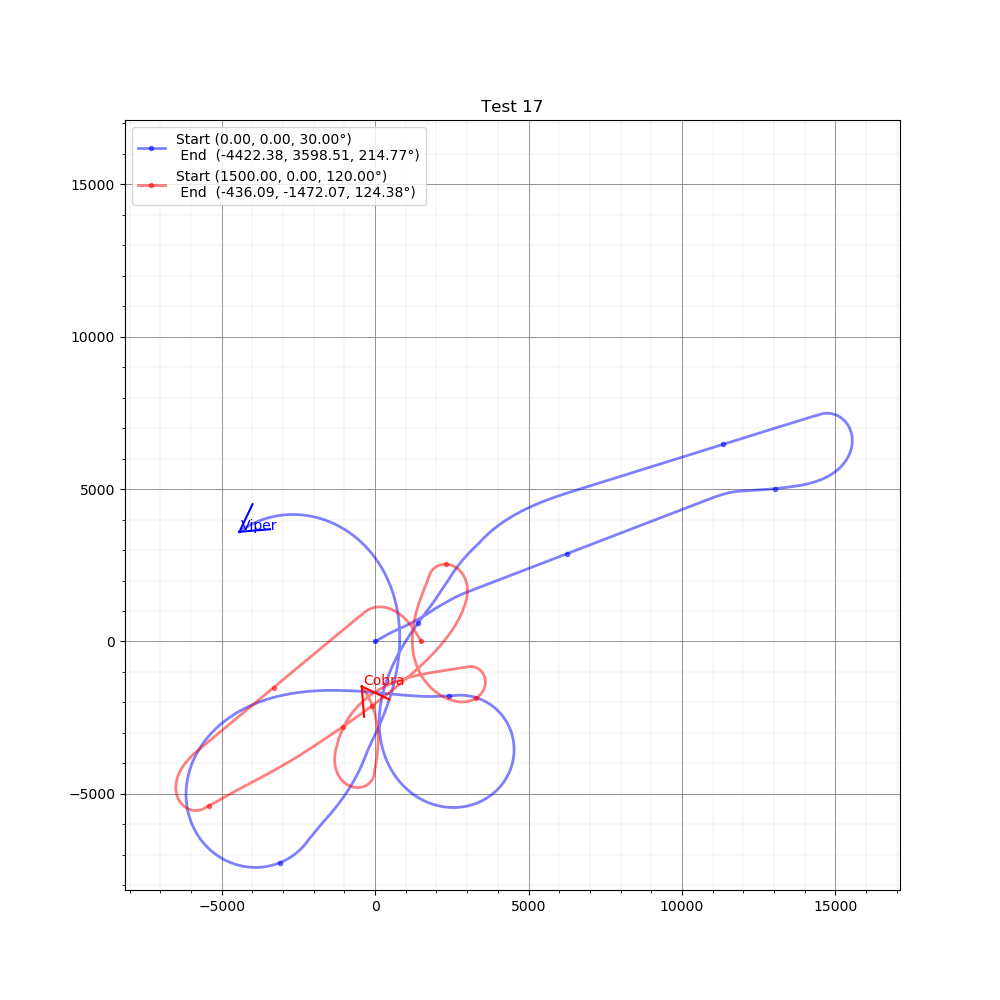 Test 17
Start (0.00, 0.00, 30.00°)
End (-4422.38, 3598.51, 214.77°)
Start (1500.00, 0.00, 120.00°)
End (-436.09, -1472.07, 124.38°)
15000
10000
5000
0
−5000
Viper
Cobra
−5000
0
5000
10000
15000